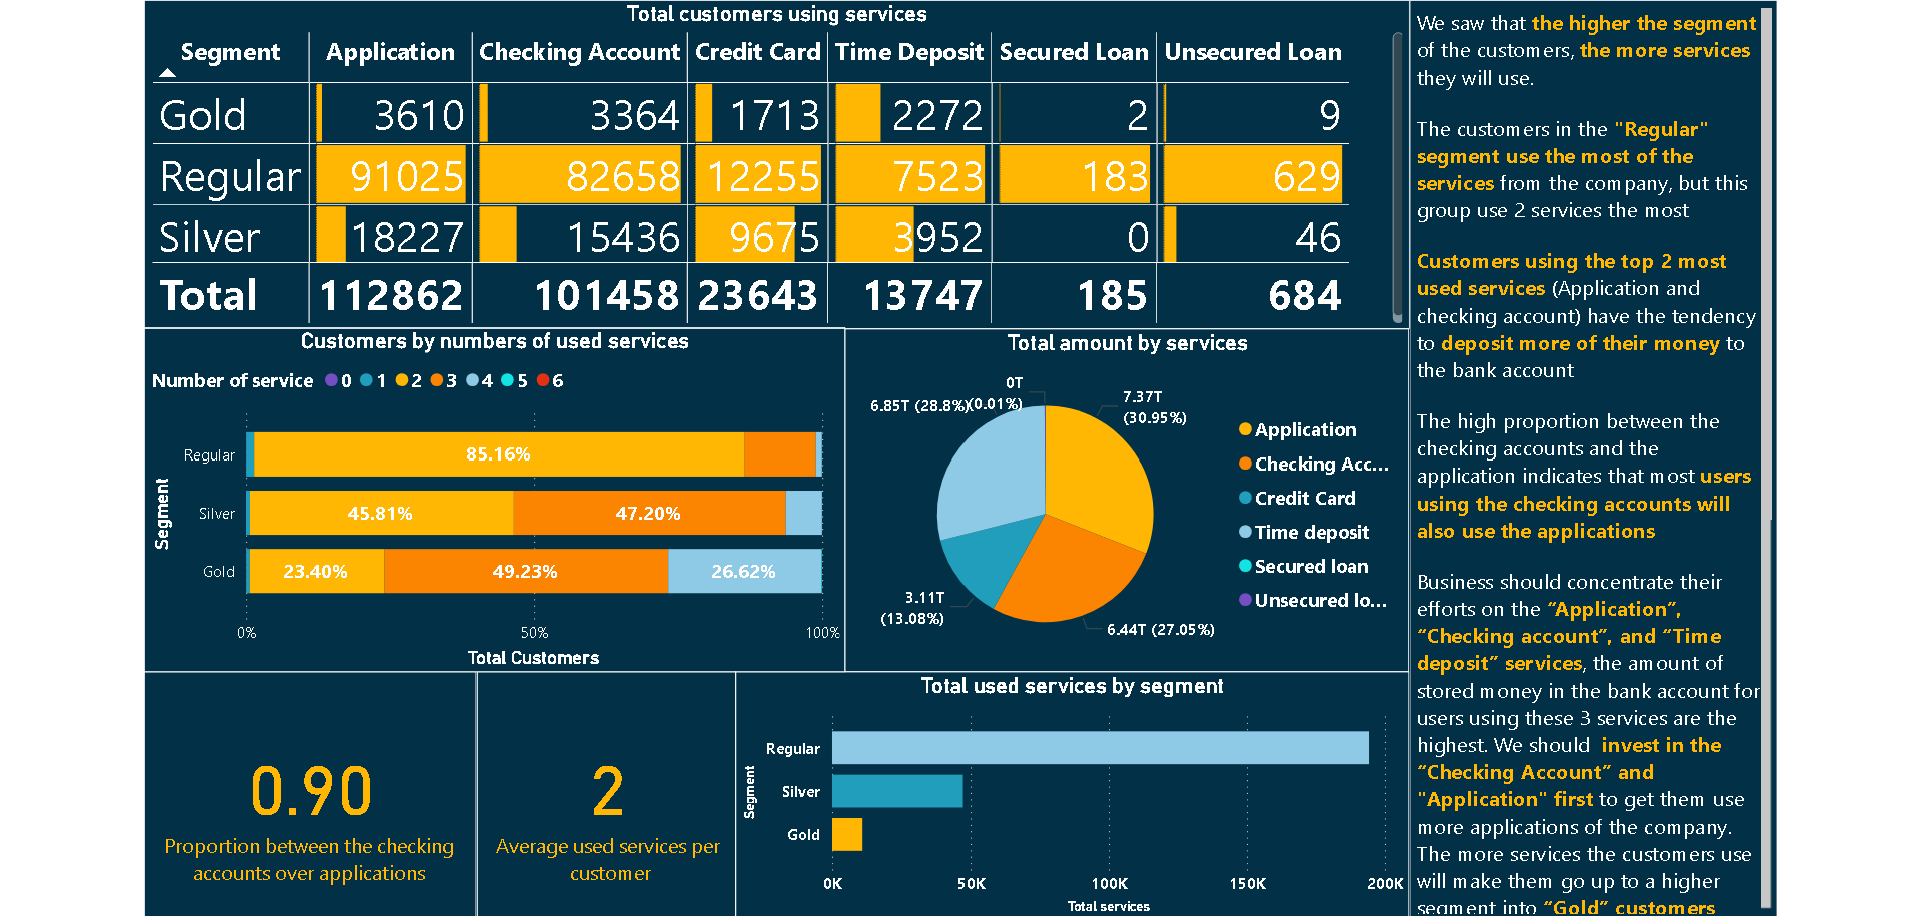 Total customers using services
Segment Application Checking Account Credit Card Time Deposit Secured Loan Unsecured Loan
Gold 3610 3364 1713 2272 2 9
Regular 91025 82658 12255 7523 183 629
Silver 18227 15436 9675 3952 0 46
Total 112862 101458 23643 13747 185 684
Customers by numbers of used services
Number of service 0 1 2 3 4 5 6
Segment
Regular 85.16%
Silver 45.81% 47.20%
Gold 23.40% 49.23% 26.62%
0% 50% 100%
Total Customers
Total amount by services
0T
(0.01%)
6.85T (28.8%)
7.37T
(30.95%)
3.11T
(13.08%)
6.44T (27.05%)
Application
Checking Acc...
Credit Card
Time deposit
Secured loan
Unsecured lo...
0.90
Proportion between the checking
accounts over applications
2
Average used services per
customer
Total used services by segment
Segment
Regular
Silver
Gold
0K 50K 100K 150K 200K
Total services
We saw that the higher the segment
of the customers, the more services
they will use.
The customers in the "Regular"
segment use the most of the
services from the company, but this
group use 2 services the most
Customers using the top 2 most
used services (Application and
checking account) have the tendency
to deposit more of their money to
the bank account
The high proportion between the
checking accounts and the
application indicates that most users
using the checking accounts will
also use the applications
Business should concentrate their
efforts on the “Application”,
“Checking account”, and “Time
deposit” services, the amount of
stored money in the bank account for
users using these 3 services are the
highest. We should invest in the
“Checking Account” and
"Application" first to get them use
more applications of the company.
The more services the customers use
will make them go up to a higher
segment into “Gold” customers